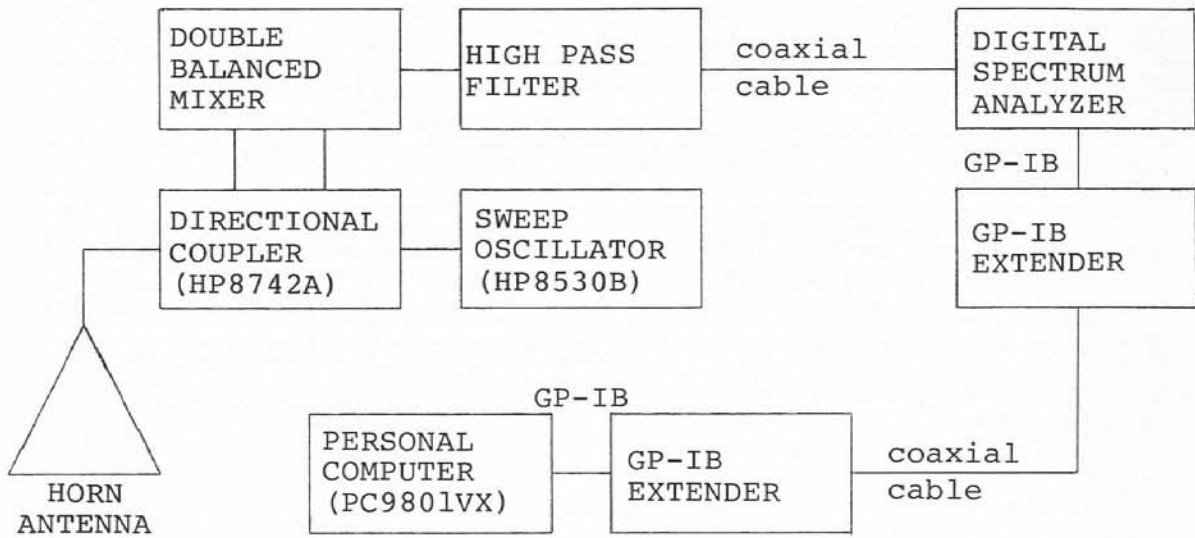 DOUBLE
BALANCED
MIXER
HIGH PASS
FILTER
coaxial
cable
DIGITAL
SPECTRUM
ANALYZER
GP-IB
DIRECTIONAL
COUPLER
(HP8742A)
SWEEP
OSCILLATOR
(HP8530B)
GP-IB
EXTENDER
HORN
ANTENNA
PERSONAL
COMPUTER
(PC9801VX)
GP-IB
GP-IB
EXTENDER
coaxial
cable